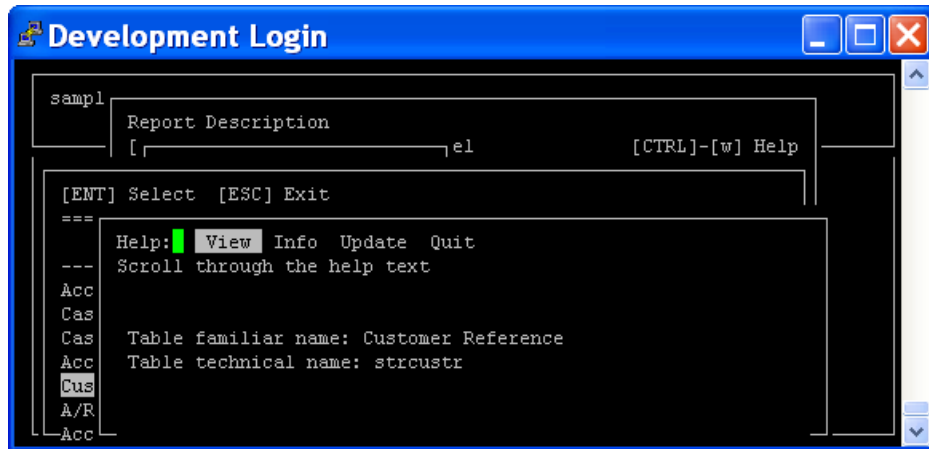 Development Login
sampl
Report Description
[ el [CTRL]-[w] Help
[ENT] Select [ESC] Exit
===
Help: View Info Update Quit
--- Scroll through the help text
Acc
Cas
Cas Table familiar name: Customer Reference
Acc Table technical name: strcustr
Cus
A/R
Acc